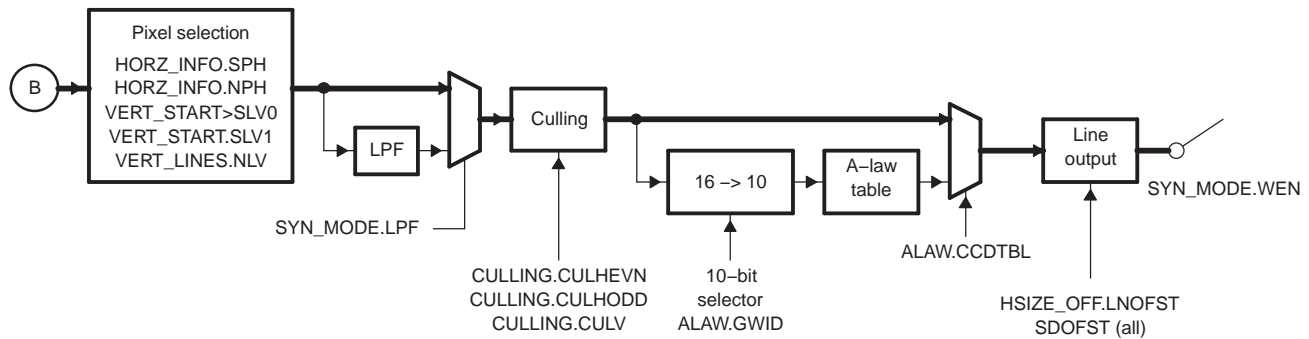 Pixel selection
B
HORZ_INFO.SPH
HORZ_INFO.NPH
VERT_START>SLV0
VERT_START.SLV1
VERT_LINES.NLV
LPF
SYN_MODE.LPF
Culling
CULLING.CULHEVN
CULLING.CULHODD
CULLING.CULV
16 −> 10
10−bit
selector
ALAW.GWID
A−law
table
ALAW.CCDTBL
Line
output
HSIZE_OFF.LNOFST
SDOFST (all)
SYN_MODE.WEN